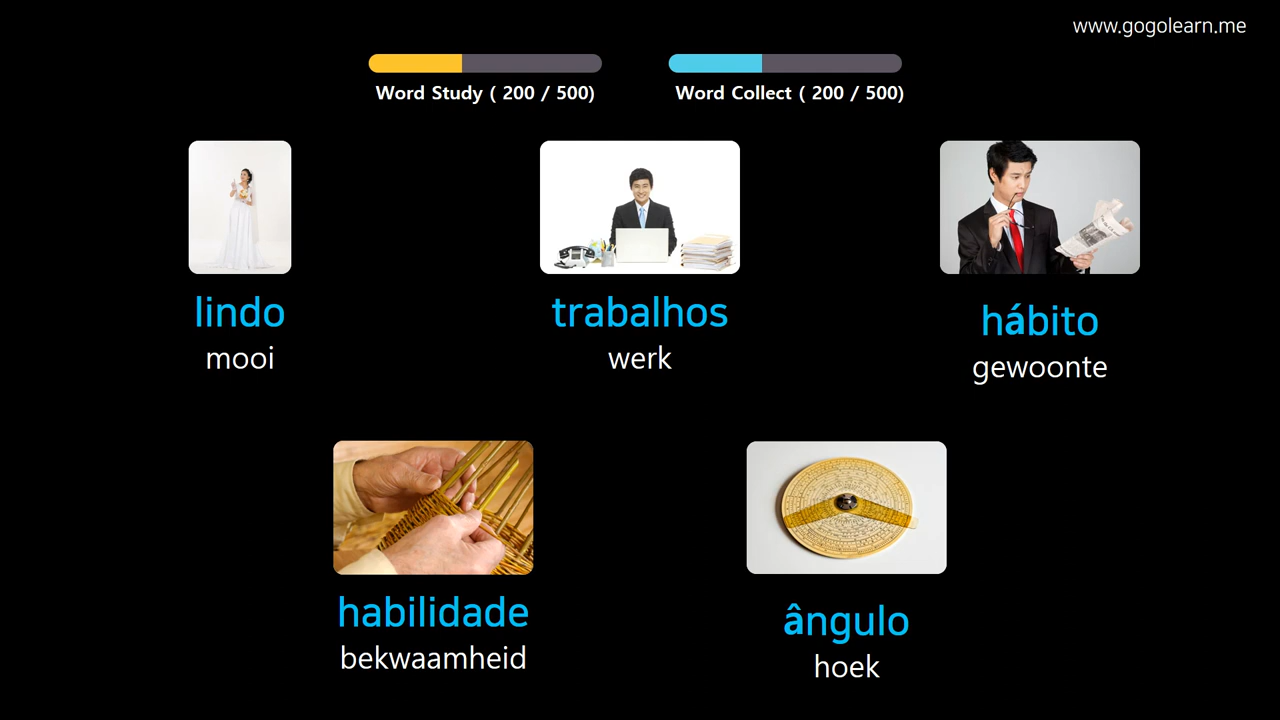 www.gogolearn.me
Word Study ( 200 / 500)
Word Collect ( 200 / 500)
lindo
mooi
trabalhos
werk
hábito
gewoonte
habilidade
bekwaamheid
ângulo
hoek